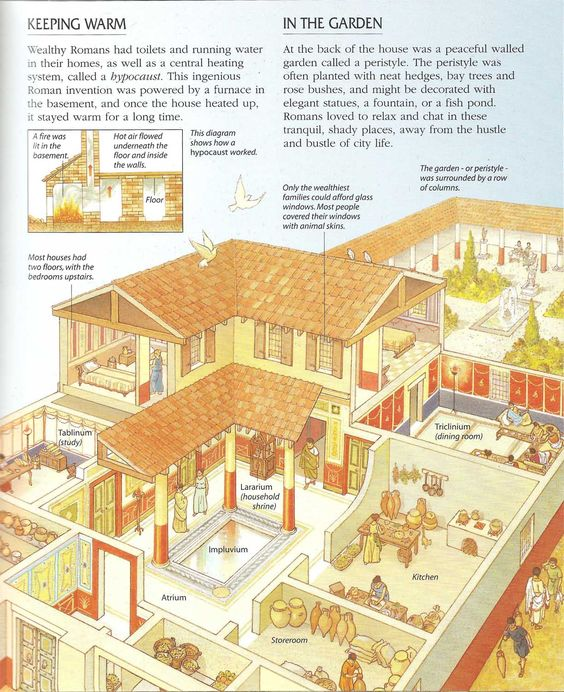 KEEPING WARM
Wealthy Romans had toilets and running water
in their homes, as well as a central heating
system, called a hypocaust. This ingenious
Roman invention was powered by a furnace in
the basement, and once the house heated up,
it stayed warm for a long time.
A fire was
lit in the
basement.
Hot air flowed
underneath the
floor and inside
the walls.
Floor
This diagram
shows how a
hypocaust worked.
IN THE GARDEN
At the back of the house was a peaceful walled
garden called a peristyle. The peristyle was
often planted with neat hedges, bay trees and
rose bushes, and might be decorated with
elegant statues, a fountain, or a fish pond.
Romans loved to relax and chat in these
tranquil, shady places, away from the hustle
and bustle of city life.
The garden - or peristyle -
was surrounded by a row
of columns.
Only the wealthiest
families could afford glass
windows. Most people
covered their windows
with animal skins.
Most houses had
two floors, with the
bedrooms upstairs.
Tablinum
(study)
Triclinium
(dining room)
Lararium
(household
shrine)
Impluvium
Kitchen
Atrium
Storeroom